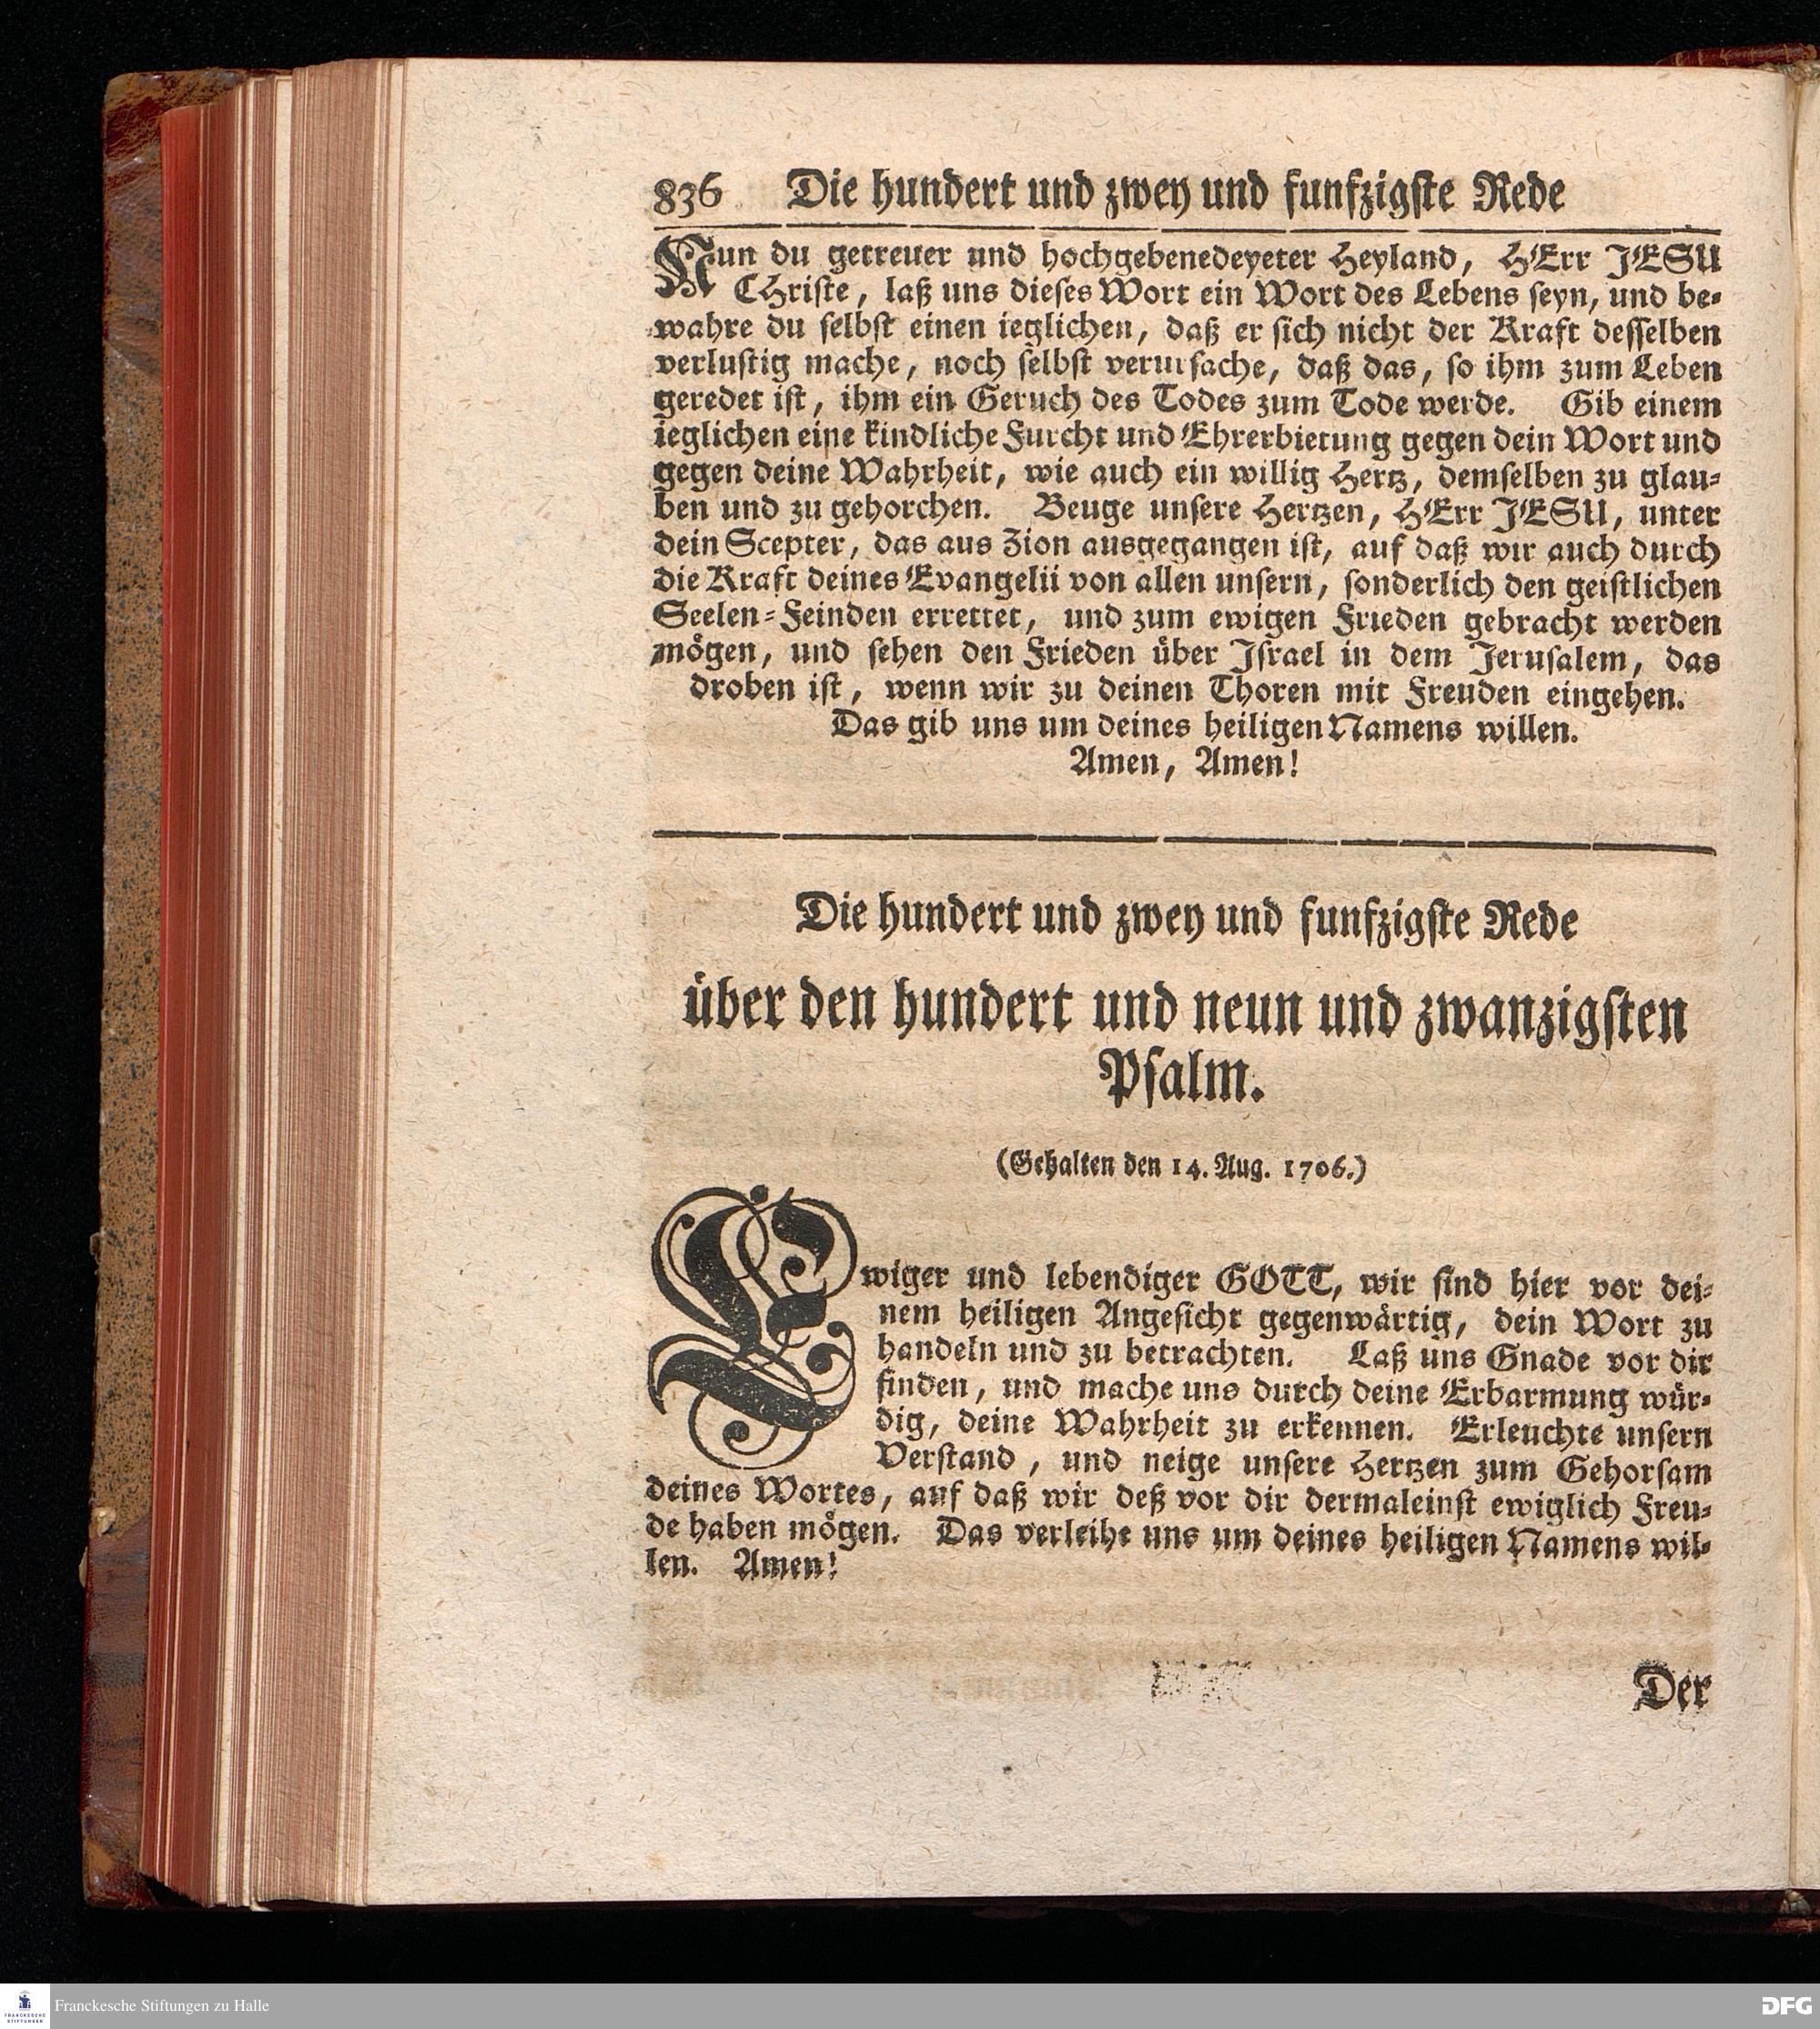 836 Die hundert und zwey und funfzigſte Rede
Nun du getreuer und hochgebenedeyeter Heyland, HErr JESU
CHriſte, laß uns dieſes Wort ein Wort des Lebens ſeyn, und be-
wahre du ſelbſt einen ieglichen, daß er ſich nicht der Kraft deſſelben
verluſtig mache, noch ſelbſt verurſache, daß das, ſo ihm zum Leben
geredet iſt, ihm ein Geruch des Todes zum Tode werde. Gib einem
ieglichen eine kindliche Furcht und Ehrerbietung gegen dein Wort und
gegen deine Wahrheit, wie auch ein willig Hertz, demſelben zu glau-
ben und zu gehorchen. Beuge unſere Hertzen, HErr JESU, unter
dein Scepter, das aus Zion ausgegangen iſt, auf daß wir auch durch
die Kraft deines Evangelii von allen unſern, ſonderlich den geiſtlichen
Seelen-Feinden errettet, und zum ewigen Frieden gebracht werden
mögen, und ſehen den Frieden über Iſrael in dem Jeruſalem, das
droben iſt, wenn wir zu deinen Thoren mit Freuden eingehen.
Das gib uns um deines heiligen Namens willen.
Amen, Amen!
Die hundert und zwey und funfzigſte Rede
über den hundert und neun und zwanzigſten
Pſalm.
(Gehalten den 14. Aug. 1706.)
Ewiger und lebendiger GOTT, wir ſind hier vor dei-
nem heiligen Angeſicht gegenwärtig, dein Wort zu
handeln und zu betrachten. Laß uns Gnade vor dir
finden, und mache uns durch deine Erbarmung wür-
dig, deine Wahrheit zu erkennen. Erleuchte unſern
Verſtand, und neige unſere Hertzen zum Gehorſam
deines Wortes, auf daß wir deß vor dir dermaleinſt ewiglich Freu-
de haben mögen. Das verleihe uns um deines heiligen Namens wil-
len. Amen!
Der
FRANCKESCHE
STIFTUNGEN
Franckesche Stiftungen zu Halle
DFG